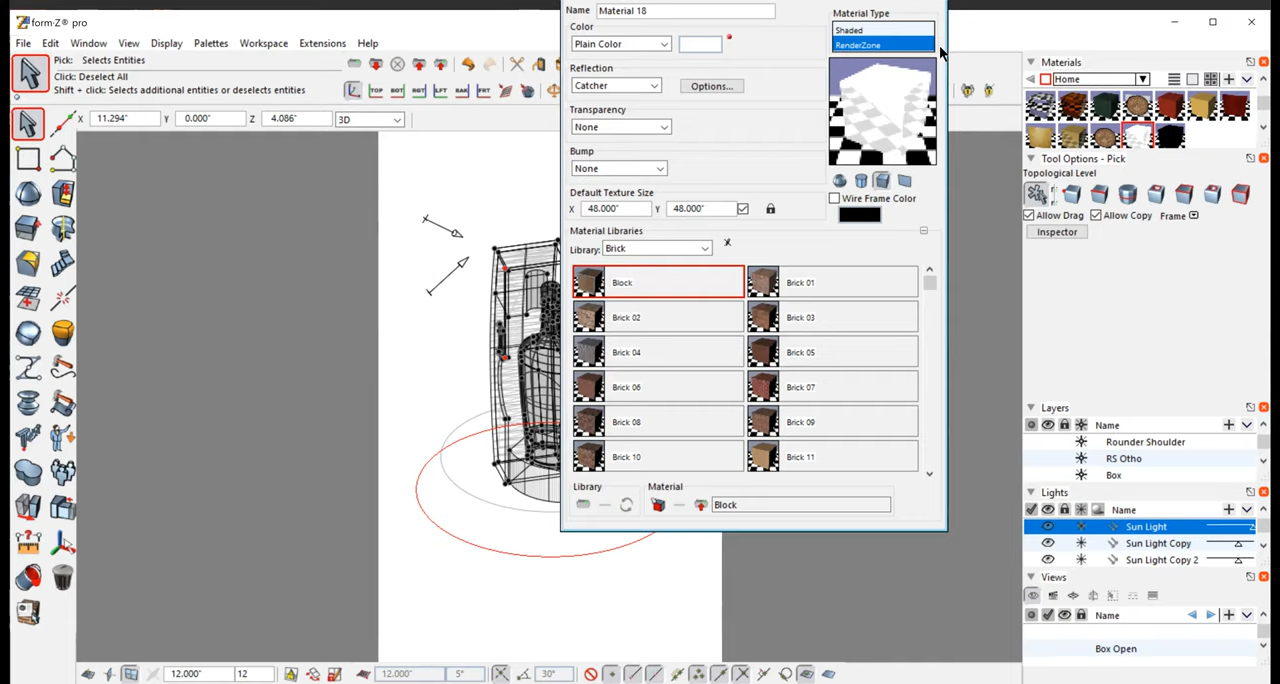 form·Z® pro
File Edit Window View Display Palettes Workspace Extensions Help
Pick: Selects Entities
Click: Deselect All
Shift + click: Selects additional entities or deselects entities
TOP BOT RGT LFT BAK FRT
X 11.294" Y 0.000" Z 4.086" 3D
Name Material 18
Color
Plain Color
Reflection
Catcher Options...
Transparency
None
Bump
None
Default Texture Size
X 48.000" Y 48.000"
Material Type
Shaded
RenderZone
Wire Frame Color
Material Libraries
Library: Brick
Block Brick 01
Brick 02 Brick 03
Brick 04 Brick 05
Brick 06 Brick 07
Brick 08 Brick 09
Brick 10 Brick 11
Library Material
Block
Materials
Home
Tool Options - Pick
Topological Level
Allow Drag Allow Copy Frame
Inspector
Layers
Name
Rounder Shoulder
RS Otho
Box
Lights
Name
Sun Light
Sun Light Copy
Sun Light Copy 2
Views
Name
Box Open
12.000" 12 12.000" 5° 30°